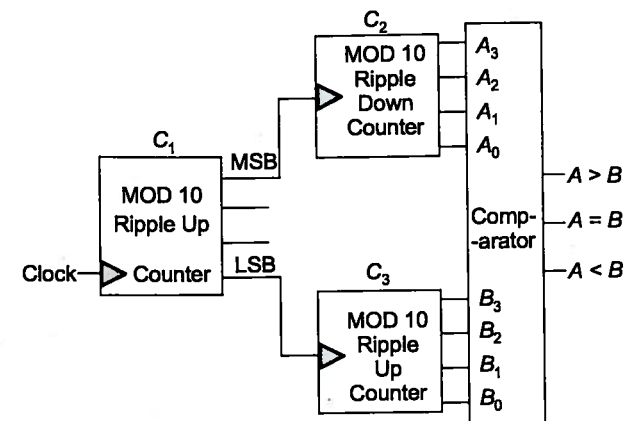 C₂
MOD 10
Ripple
Down
Counter
A₃
A₂
A₁
A₀
C₁
MOD 10
Ripple Up
Counter
Clock
MSB
LSB
C₃
MOD 10
Ripple
Up
Counter
B₃
B₂
B₁
B₀
Comp-
-arator
A > B
A = B
A < B